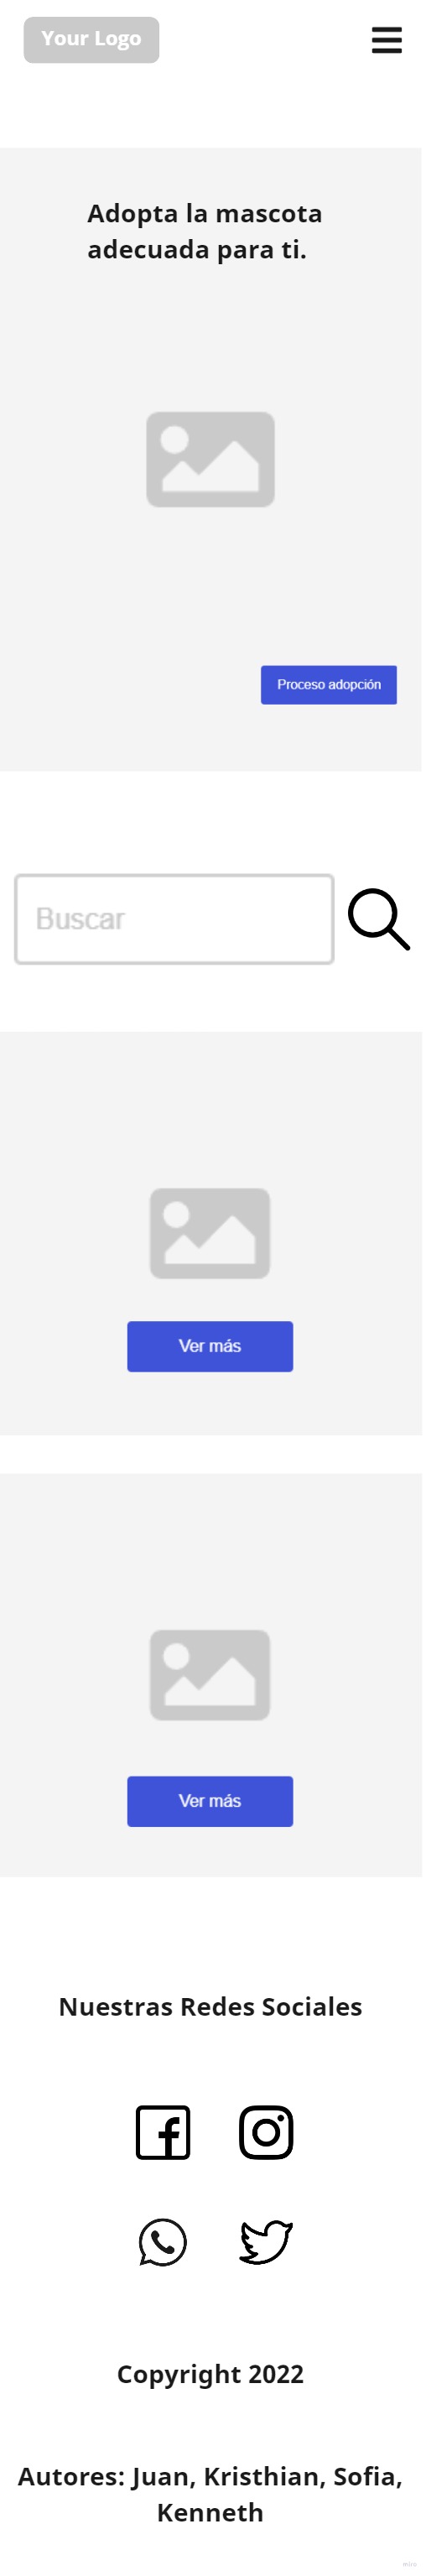 Your Logo
Adopta la mascota
adecuada para ti.
Proceso adopción
Buscar
Ver más
Ver más
Nuestras Redes Sociales
Copyright 2022
Autores: Juan, Kristhian, Sofia,
Kenneth
miro